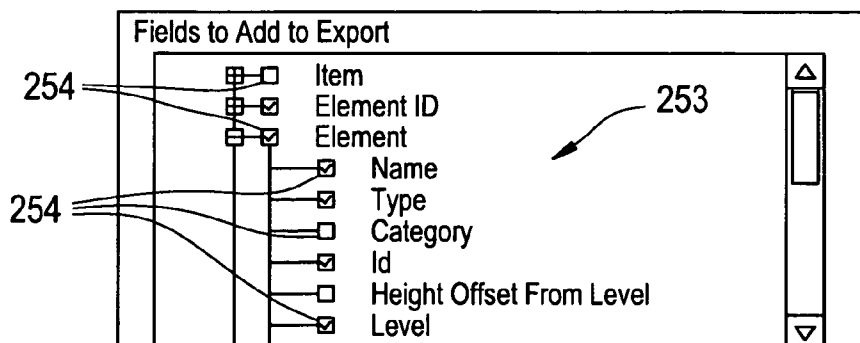 Fields to Add to Export
Item
254
Element ID
253
Element
Name
Type
254
Category
Id
Height Offset From Level
Level